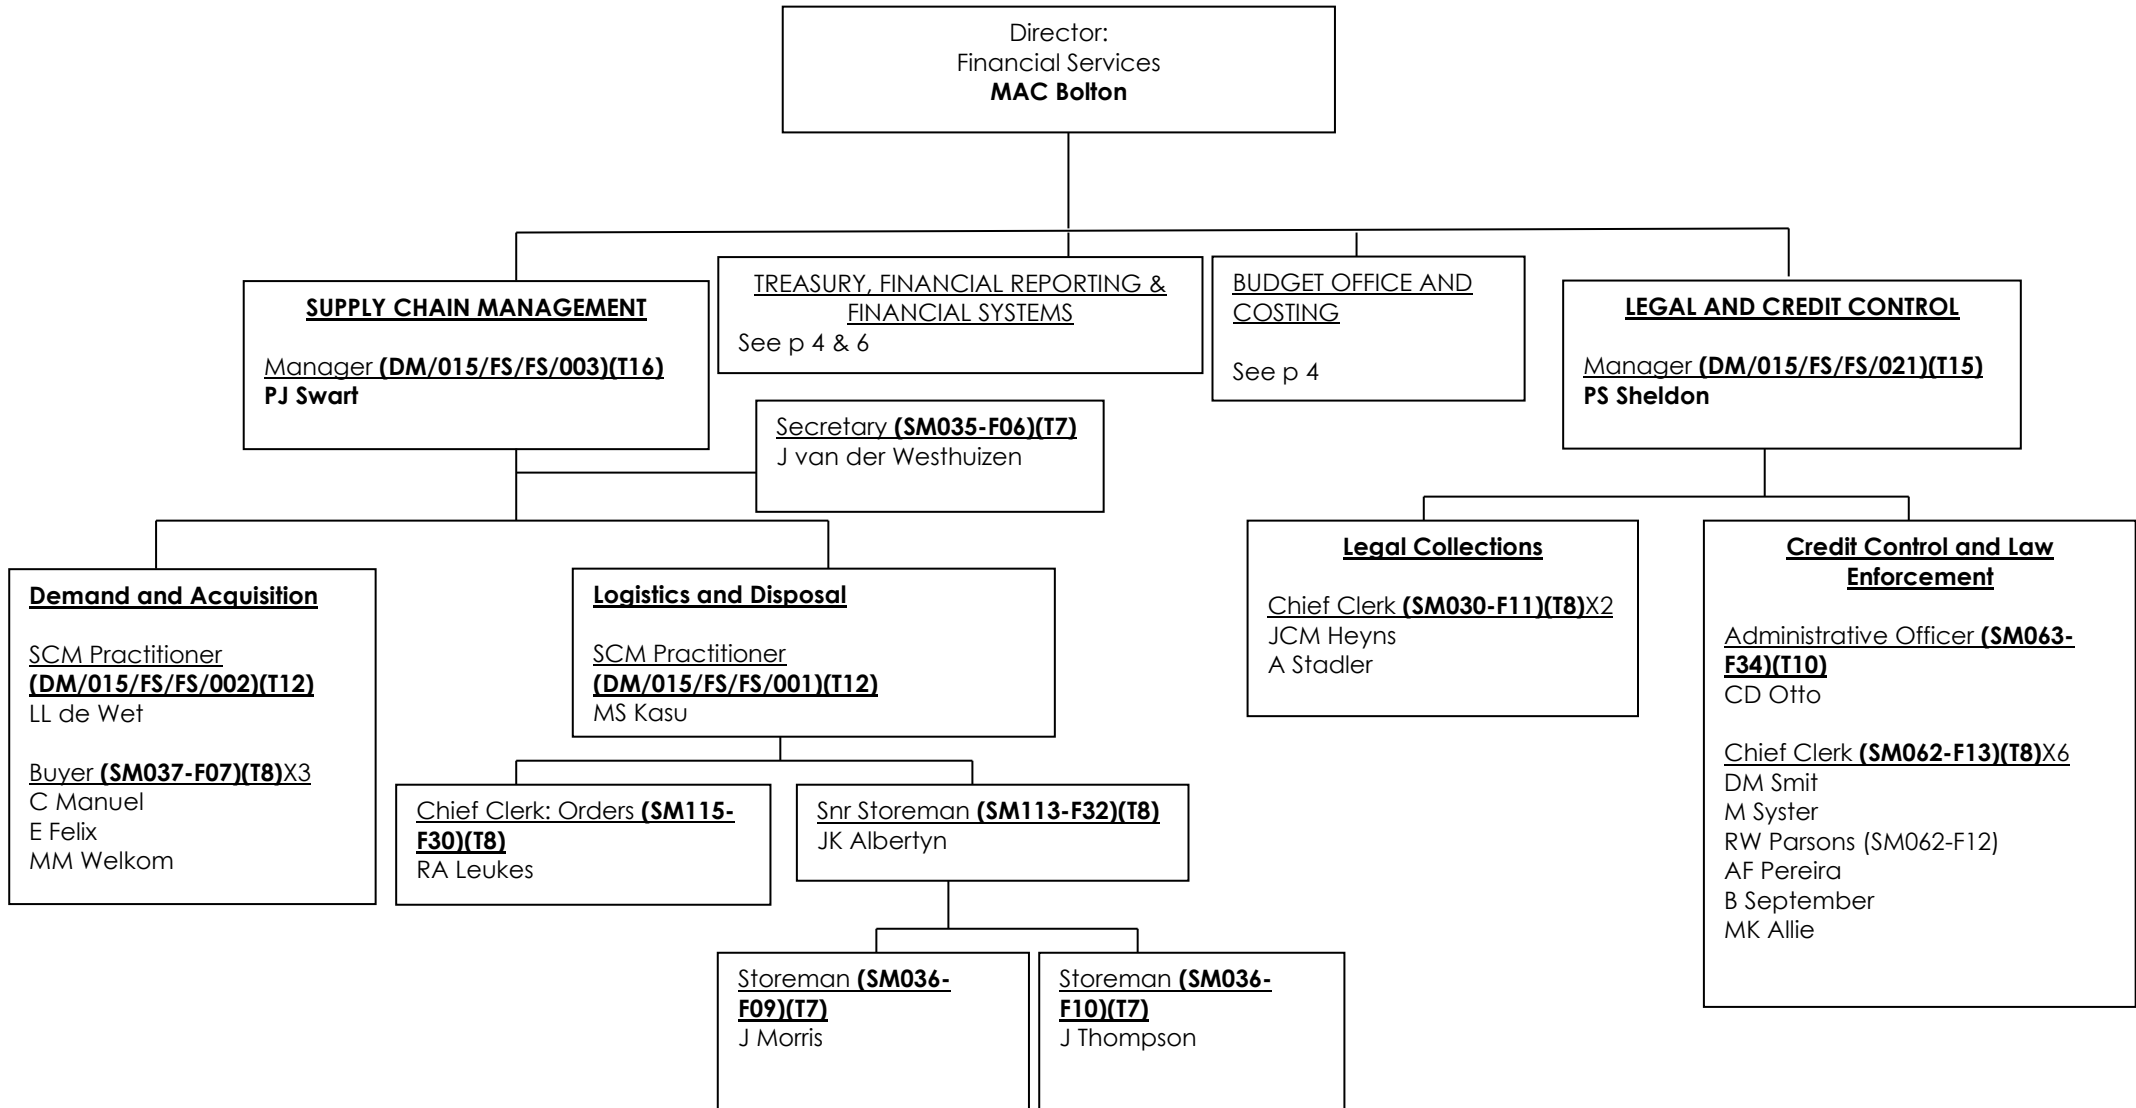 Director:
Financial Services
MAC Bolton
SUPPLY CHAIN MANAGEMENT
Manager (DM/015/FS/FS/003)(T16)
PJ Swart
TREASURY, FINANCIAL REPORTING &
FINANCIAL SYSTEMS
See p 4 & 6
BUDGET OFFICE AND
COSTING
See p 4
LEGAL AND CREDIT CONTROL
Manager (DM/015/FS/FS/021)(T15)
PS Sheldon
Secretary (SM035-F06)(T7)
J van der Westhuizen
Demand and Acquisition
SCM Practitioner
(DM/015/FS/FS/002)(T12)
LL de Wet
Buyer (SM037-F07)(T8)X3
C Manuel
E Felix
MM Welkom
Logistics and Disposal
SCM Practitioner
(DM/015/FS/FS/001)(T12)
MS Kasu
Chief Clerk: Orders (SM115-
F30)(T8)
RA Leukes
Snr Storeman (SM113-F32)(T8)
JK Albertyn
Storeman (SM036-
F09)(T7)
J Morris
Storeman (SM036-
F10)(T7)
J Thompson
Legal Collections
Chief Clerk (SM030-F11)(T8)X2
JCM Heyns
A Stadler
Credit Control and Law
Enforcement
Administrative Officer (SM063-
F34)(T10)
CD Otto
Chief Clerk (SM062-F13)(T8)X6
DM Smit
M Syster
RW Parsons (SM062-F12)
AF Pereira
B September
MK Allie